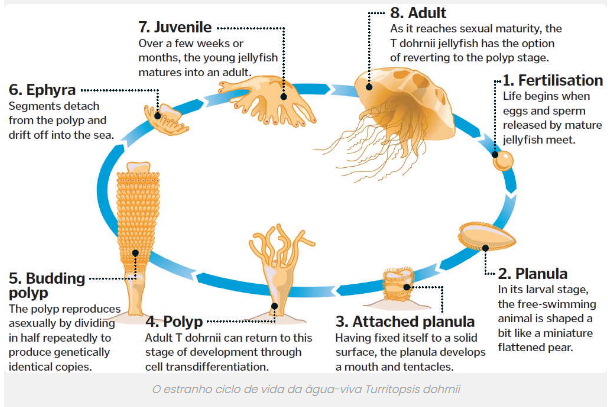 1. Fertilisation
Life begins when
eggs and sperm
released by mature
jellyfish meet.
2. Planula
In its larval stage,
the free-swimming
animal is shaped a
bit like a miniature
flattened pear.
3. Attached planula
Having fixed itself to a solid
surface, the planula develops
a mouth and tentacles.
4. Polyp
Adult T dohrnii can return to this
stage of development through
cell transdifferentiation.
5. Budding
polyp
The polyp reproduces
asexually by dividing
in half repeatedly to
produce genetically
identical copies.
6. Ephyra
Segments detach
from the polyp and
drift off into the sea.
7. Juvenile
Over a few weeks or
months, the young jellyfish
matures into an adult.
8. Adult
As it reaches sexual maturity, the
T dohrnii jellyfish has the option
of reverting to the polyp stage.
O estranho ciclo de vida da água-viva Turritopsis dohrnii